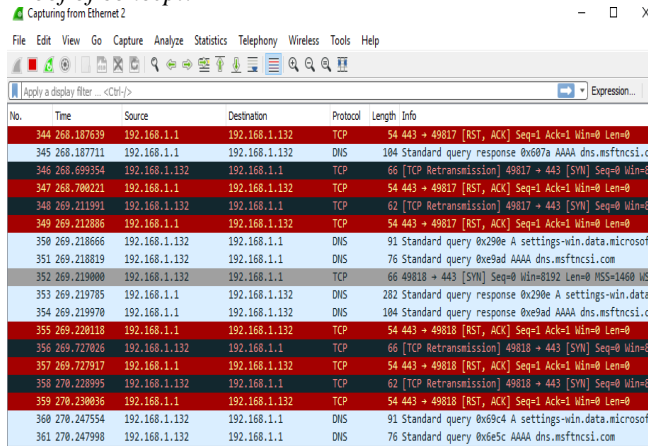 Capturing from Ethernet 2
File Edit View Go Capture Analyze Statistics Telephony Wireless Tools Help
Apply a display filter ... <Ctrl-/> Expression...
No. Time Source Destination Protocol Length Info
344 268.187639 192.168.1.1 192.168.1.132 TCP 54 443 → 49817 [RST, ACK] Seq=1 Ack=1 Win=0 Len=0
345 268.187711 192.168.1.1 192.168.1.132 DNS 104 Standard query response 0x607a AAAA dns.msftncsi.c
346 268.699354 192.168.1.132 192.168.1.1 TCP 66 [TCP Retransmission] 49817 → 443 [SYN] Seq=0 Win=8
347 268.700221 192.168.1.1 192.168.1.132 TCP 54 443 → 49817 [RST, ACK] Seq=1 Ack=1 Win=0 Len=0
348 269.211991 192.168.1.132 192.168.1.1 TCP 62 [TCP Retransmission] 49817 → 443 [SYN] Seq=0 Win=8
349 269.212886 192.168.1.1 192.168.1.132 TCP 54 443 → 49817 [RST, ACK] Seq=1 Ack=1 Win=0 Len=0
350 269.218666 192.168.1.132 192.168.1.1 DNS 91 Standard query 0x290e A settings-win.data.microsof
351 269.218819 192.168.1.132 192.168.1.1 DNS 76 Standard query 0xe9ad AAAA dns.msftncsi.com
352 269.219000 192.168.1.132 192.168.1.1 TCP 66 49818 → 443 [SYN] Seq=0 Win=8192 Len=0 MSS=1460 WS
353 269.219785 192.168.1.1 192.168.1.132 DNS 282 Standard query response 0x290e A settings-win.data
354 269.219970 192.168.1.1 192.168.1.132 DNS 104 Standard query response 0xe9ad AAAA dns.msftncsi.c
355 269.220118 192.168.1.1 192.168.1.132 TCP 54 443 → 49818 [RST, ACK] Seq=1 Ack=1 Win=0 Len=0
356 269.727026 192.168.1.132 192.168.1.1 TCP 66 [TCP Retransmission] 49818 → 443 [SYN] Seq=0 Win=8
357 269.727917 192.168.1.1 192.168.1.132 TCP 54 443 → 49818 [RST, ACK] Seq=1 Ack=1 Win=0 Len=0
358 270.228995 192.168.1.132 192.168.1.1 TCP 62 [TCP Retransmission] 49818 → 443 [SYN] Seq=0 Win=8
359 270.230036 192.168.1.1 192.168.1.132 TCP 54 443 → 49818 [RST, ACK] Seq=1 Ack=1 Win=0 Len=0
360 270.247554 192.168.1.132 192.168.1.1 DNS 91 Standard query 0x69c4 A settings-win.data.microsof
361 270.247998 192.168.1.132 192.168.1.1 DNS 76 Standard query 0x6e5c AAAA dns.msftncsi.com